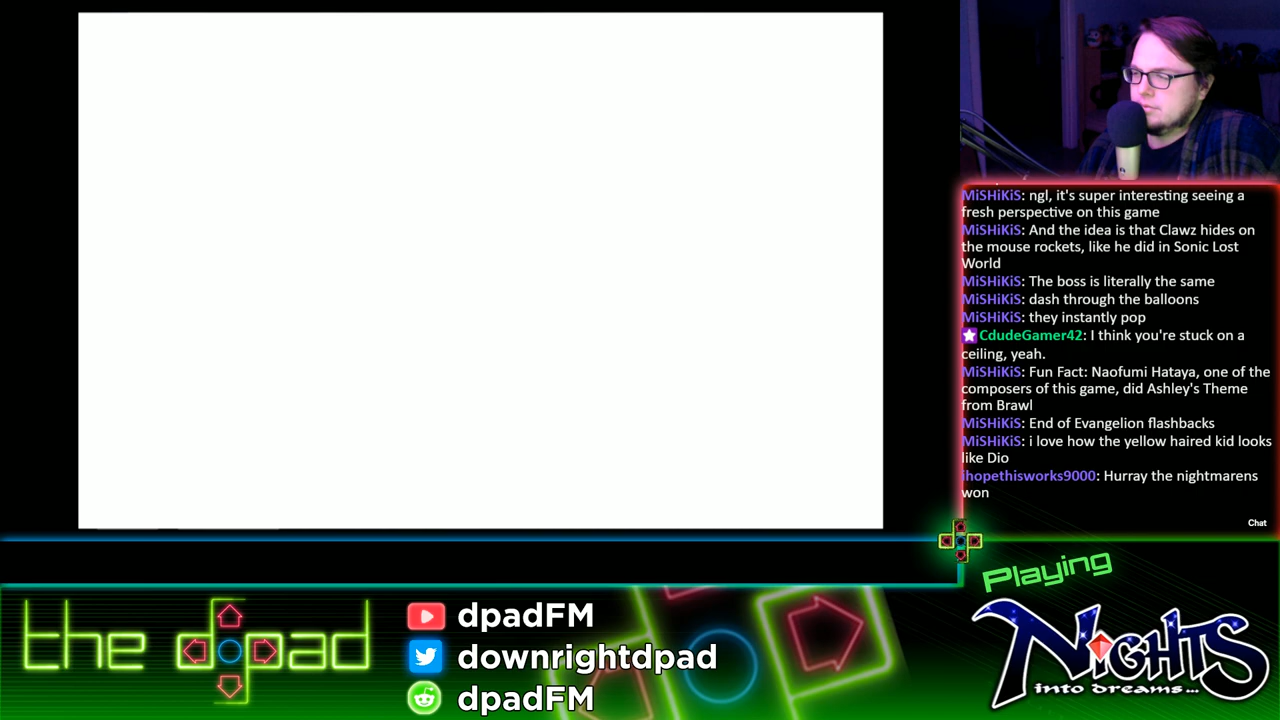 MiSHiKiS: ngl, it's super interesting seeing a
fresh perspective on this game
MiSHiKiS: And the idea is that Clawz hides on
the mouse rockets, like he did in Sonic Lost
World
MiSHiKiS: The boss is literally the same
MiSHiKiS: dash through the balloons
MiSHiKiS: they instantly pop
CdudeGamer42: I think you're stuck on a
ceiling, yeah.
MiSHiKiS: Fun Fact: Naofumi Hataya, one of the
composers of this game, did Ashley's Theme
from Brawl
MiSHiKiS: End of Evangelion flashbacks
MiSHiKiS: i love how the yellow haired kid looks
like Dio
ihopethisworks9000: Hurray the nightmarens
won
Chat
Playing
NiGHTS
into dreams...
the dpad
dpadFM
downrightdpad
dpadFM